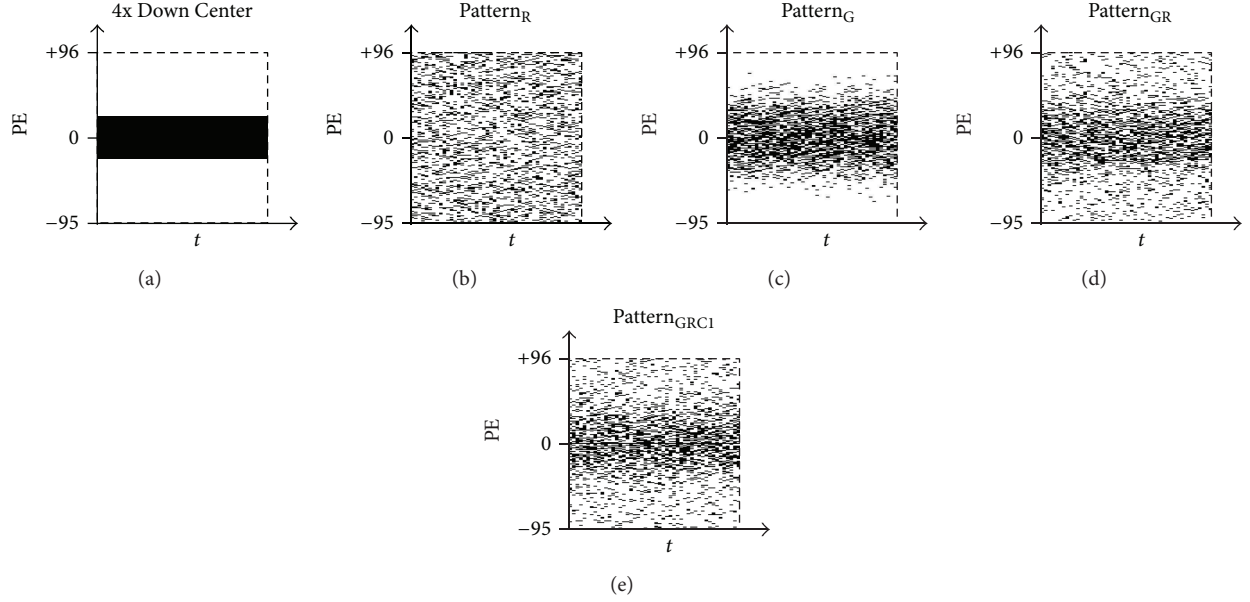 4x Down Center
+96
PE
0
−95
t
(a)
Pattern_R
+96
PE
0
−95
t
(b)
Pattern_G
+96
PE
0
−95
t
(c)
Pattern_GR
+96
PE
0
−95
t
(d)
Pattern_GRC1
+96
PE
0
−95
t
(e)